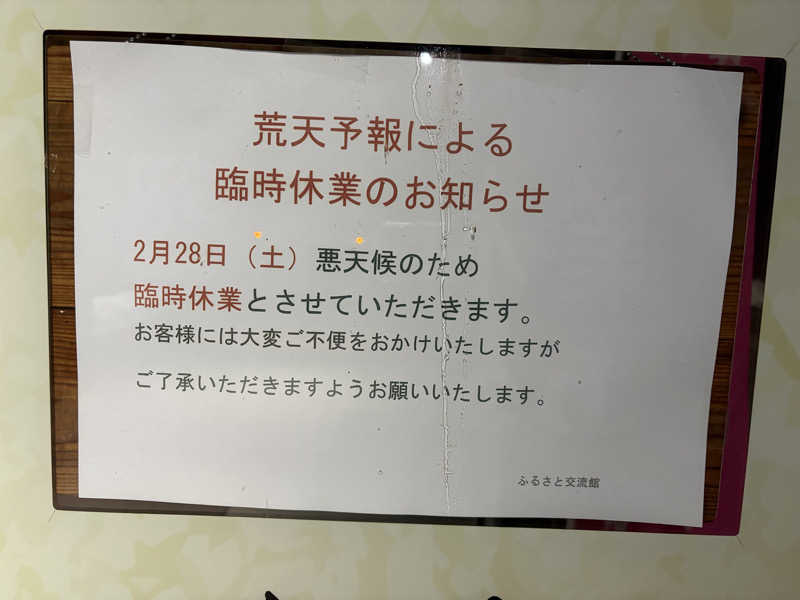 荒天予報による
臨時休業のお知らせ
2月28日（土）悪天候のため
臨時休業とさせていただきます。
お客様には大変ご不便をおかけいたしますが
ご了承いただきますようお願いいたします。
ふるさと交流館